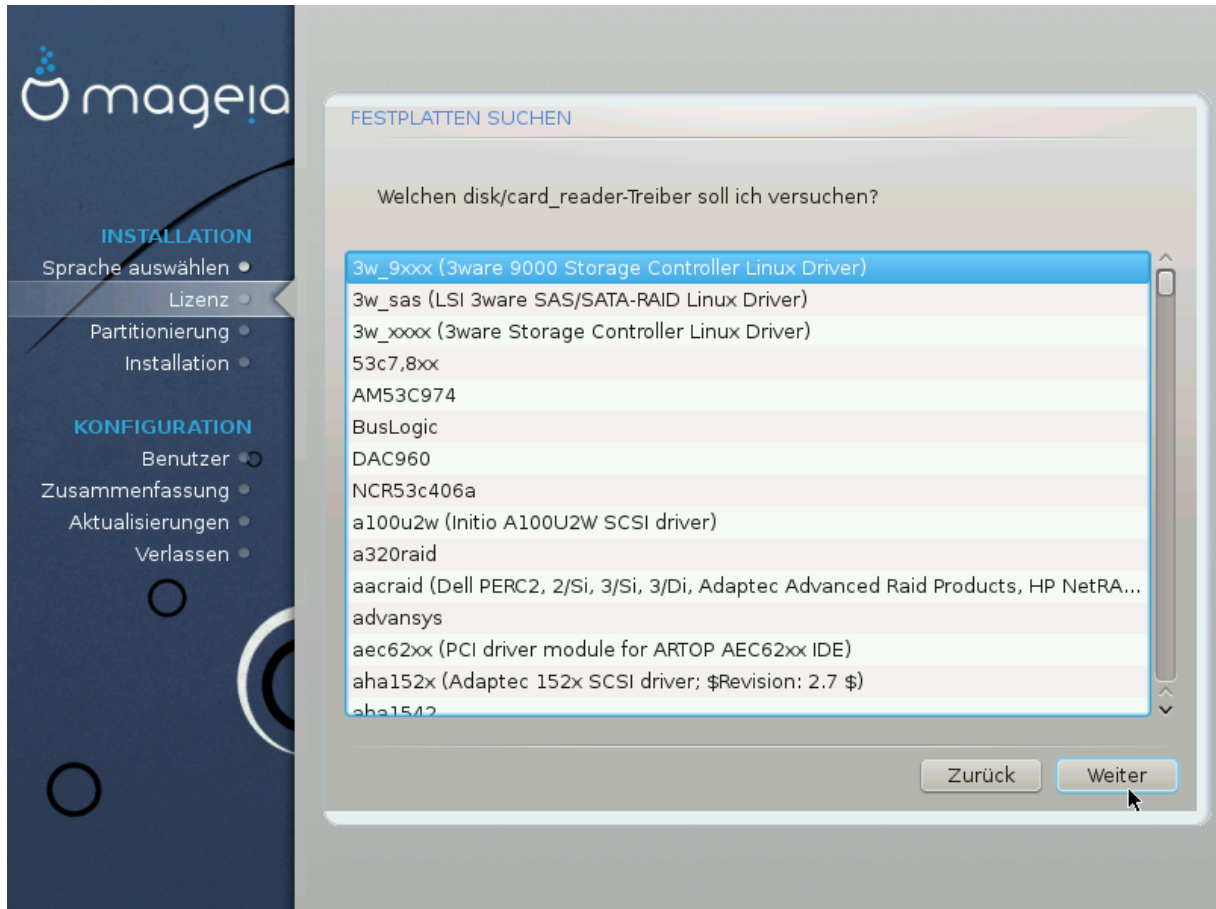 mageia
INSTALLATION
Sprache auswählen
Lizenz
Partitionierung
Installation
KONFIGURATION
Benutzer
Zusammenfassung
Aktualisierungen
Verlassen
FESTPLATTEN SUCHEN
Welchen disk/card_reader-Treiber soll ich versuchen?
3w_9xxx (3ware 9000 Storage Controller Linux Driver)
3w_sas (LSI 3ware SAS/SATA-RAID Linux Driver)
3w_xxxx (3ware Storage Controller Linux Driver)
53c7,8xx
AM53C974
BusLogic
DAC960
NCR53c406a
a100u2w (Initio A100U2W SCSI driver)
a320raid
aacraid (Dell PERC2, 2/Si, 3/Si, 3/Di, Adaptec Advanced Raid Products, HP NetRA...
advansys
aec62xx (PCI driver module for ARTOP AEC62xx IDE)
aha152x (Adaptec 152x SCSI driver; $Revision: 2.7 $)
aha1542
Zurück
Weiter